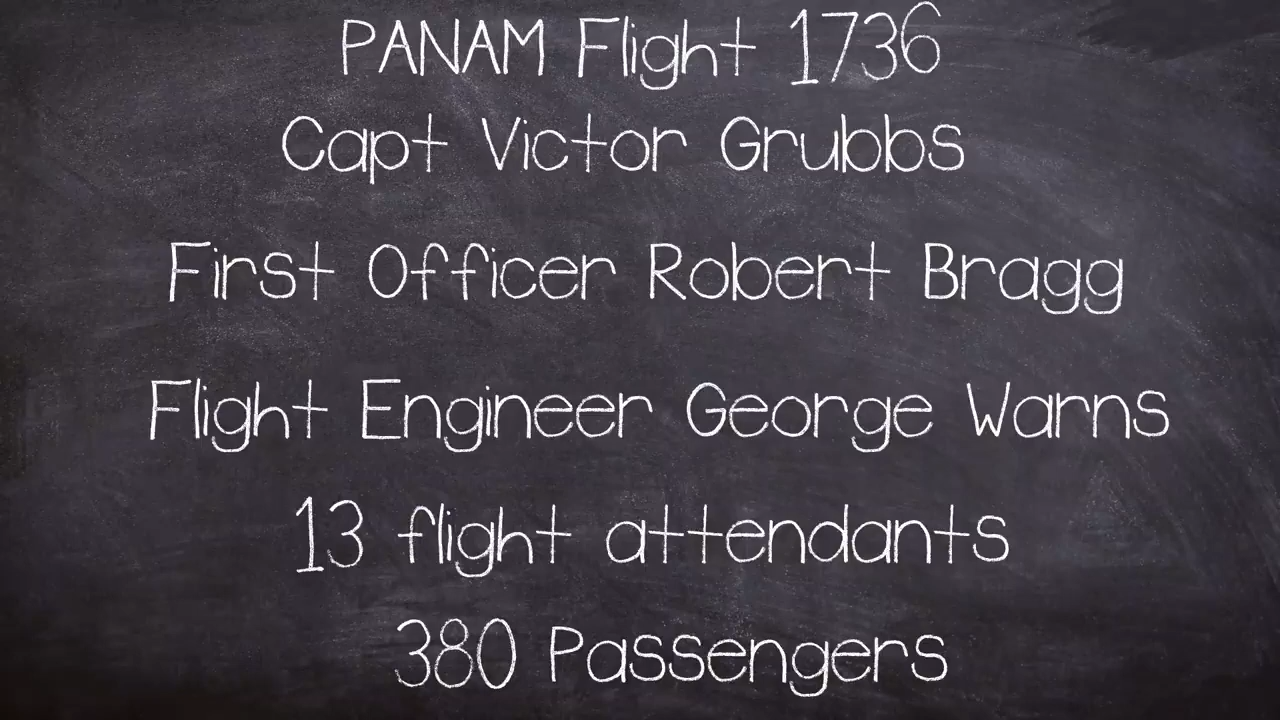 PANAM Flight 1736
Capt Victor Grubbs
First Officer Robert Bragg
Flight Engineer George Warns
13 flight attendants
380 Passengers